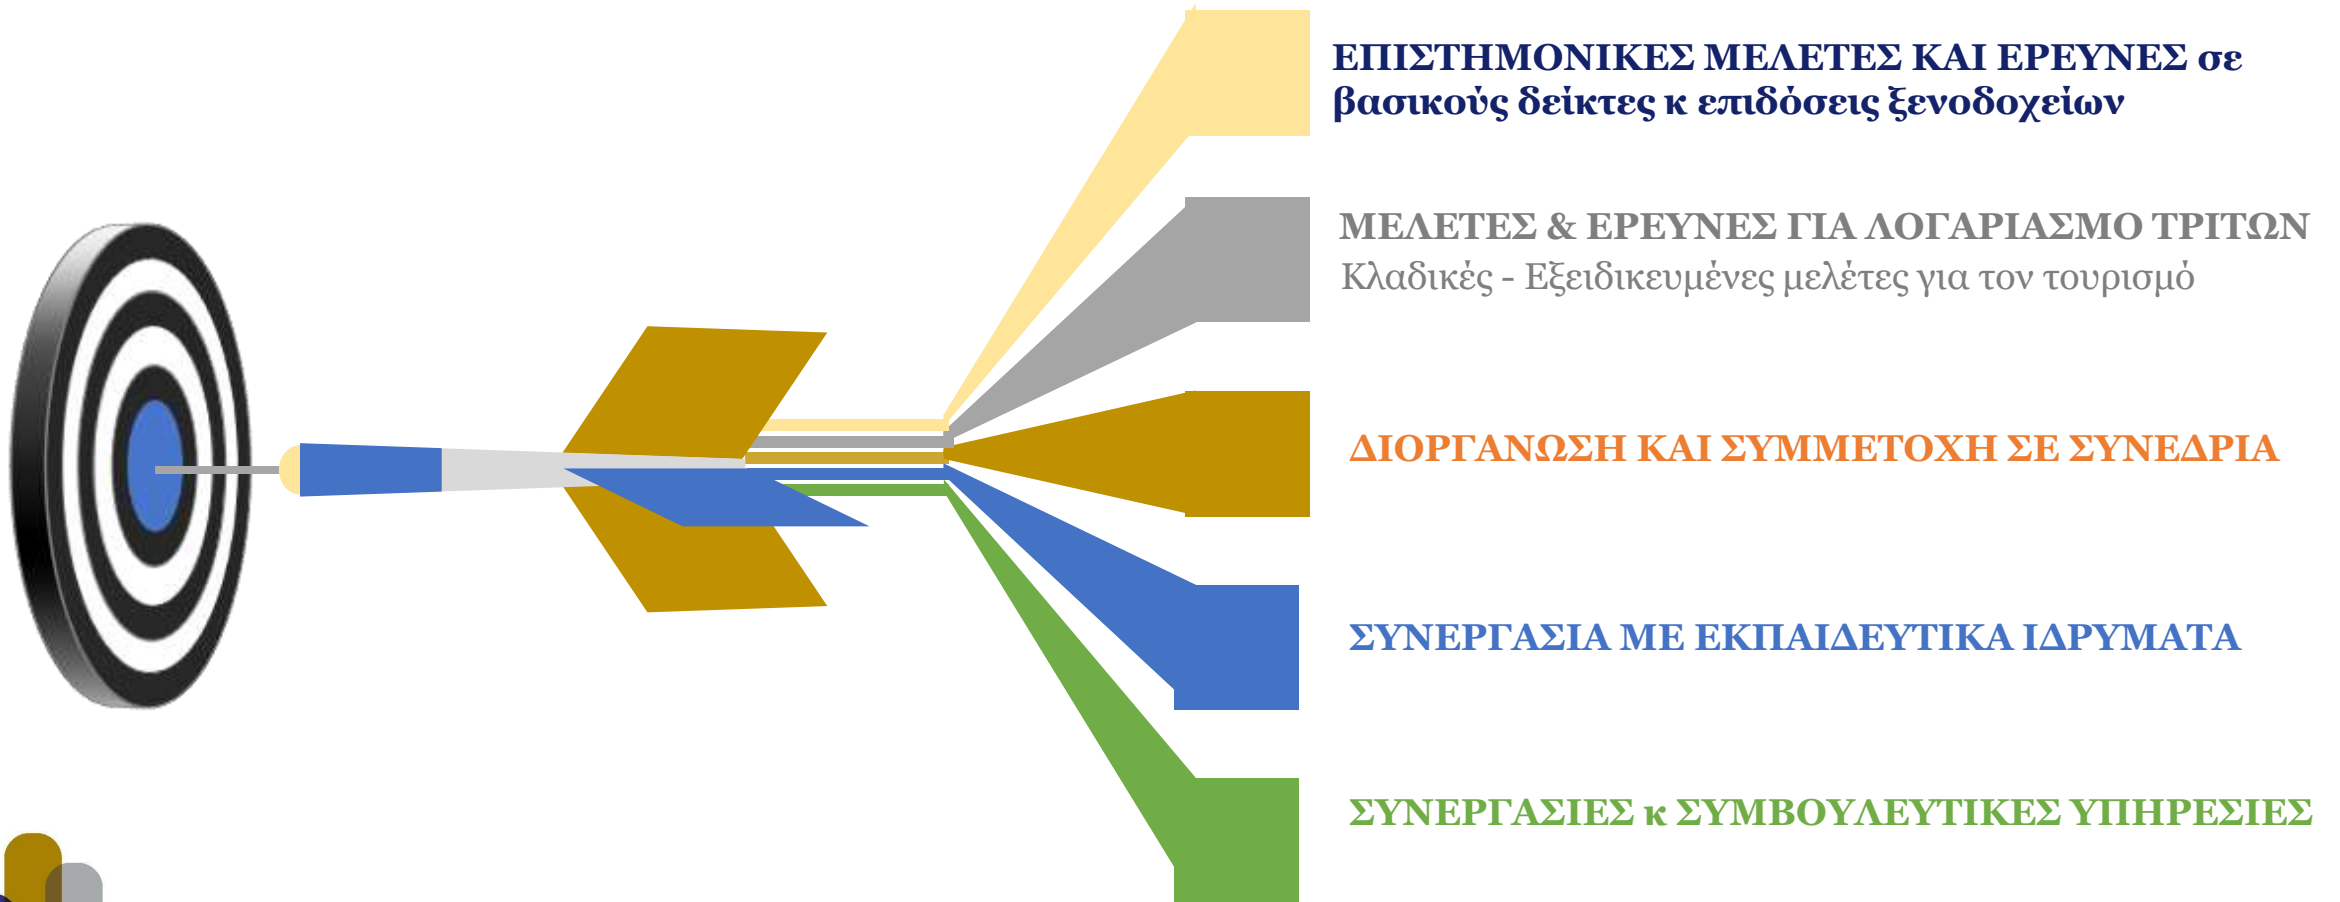 ΕΠΙΣΤΗΜΟΝΙΚΕΣ ΜΕΛΕΤΕΣ ΚΑΙ ΕΡΕΥΝΕΣ σε
βασικούς δείκτες κ επιδόσεις ξενοδοχείων
ΜΕΛΕΤΕΣ & ΕΡΕΥΝΕΣ ΓΙΑ ΛΟΓΑΡΙΑΣΜΟ ΤΡΙΤΩΝ
Κλαδικές - Εξειδικευμένες μελέτες για τον τουρισμό
ΔΙΟΡΓΑΝΩΣΗ ΚΑΙ ΣΥΜΜΕΤΟΧΗ ΣΕ ΣΥΝΕΔΡΙΑ
ΣΥΝΕΡΓΑΣΙΑ ΜΕ ΕΚΠΑΙΔΕΥΤΙΚΑ ΙΔΡΥΜΑΤΑ
ΣΥΝΕΡΓΑΣΙΕΣ κ ΣΥΜΒΟΥΛΕΥΤΙΚΕΣ ΥΠΗΡΕΣΙΕΣ